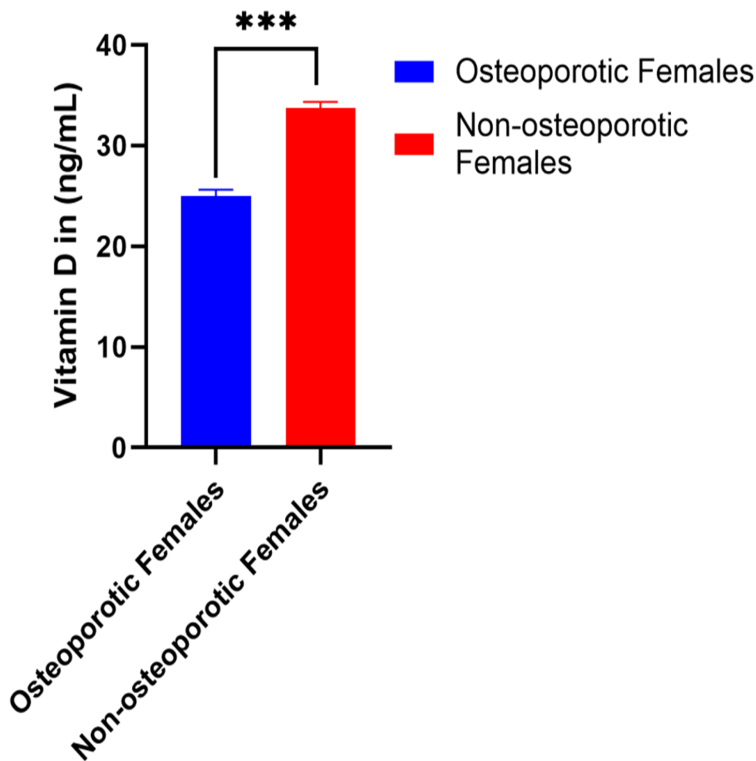 ***
Vitamin D in (ng/mL)
40
30
20
10
0
Osteoporotic Females
Non-osteoporotic Females
Osteoporotic Females
Non-osteoporotic
Females